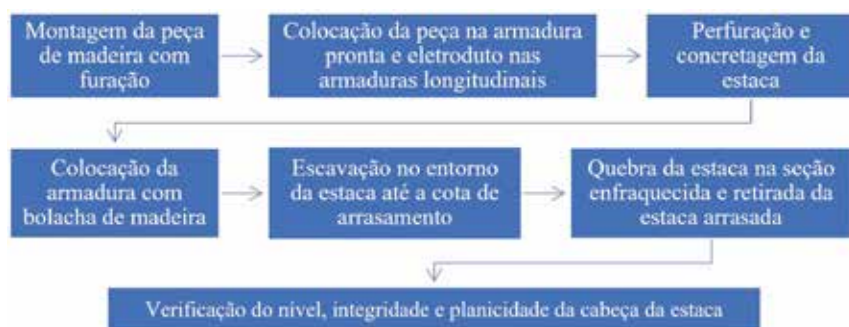 Montagem da peça
de madeira com
furação
Colocação da peça na armadura
pronta e eletroduto nas
armaduras longitudinais
Perfuração e
concretagem da
estaca
Colocação da
armadura com
bolacha de madeira
Escavação no entorno
da estaca até a cota de
arrasamento
Quebra da estaca na seção
enfraquecida e retirada da
estaca arrasada
Verificação do nível, integridade e planicidade da cabeça da estaca